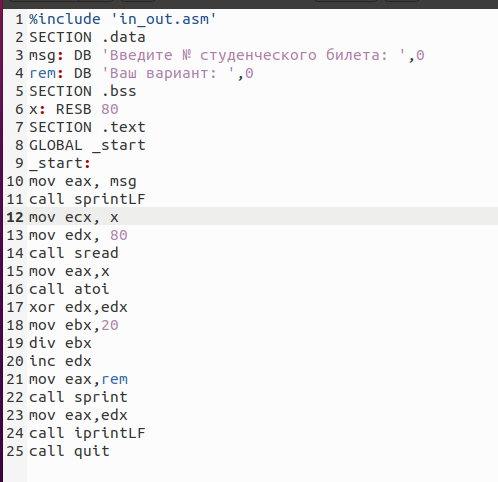 1 %include 'in_out.asm'
2 SECTION .data
3 msg: DB 'Введите № студенческого билета: ',0
4 rem: DB 'Ваш вариант: ',0
5 SECTION .bss
6 x: RESB 80
7 SECTION .text
8 GLOBAL _start
9 _start:
10 mov eax, msg
11 call sprintLF
12 mov ecx, x
13 mov edx, 80
14 call sread
15 mov eax,x
16 call atoi
17 xor edx,edx
18 mov ebx,20
19 div ebx
20 inc edx
21 mov eax,rem
22 call sprint
23 mov eax,edx
24 call iprintLF
25 call quit